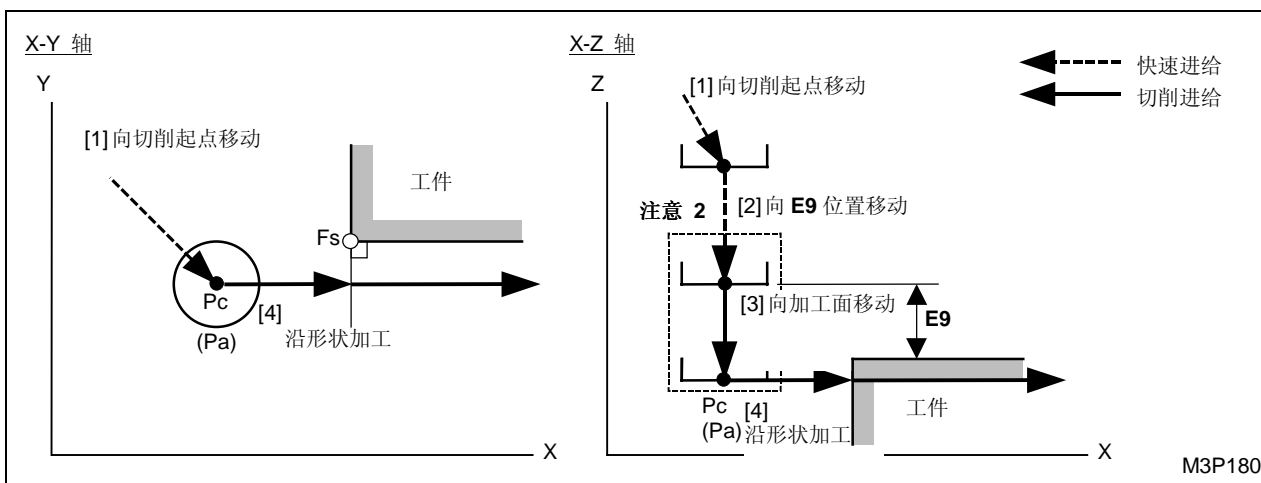 X-Y 轴
Y
[1]向切削起点移动
工件
Fs
Pc
(Pa)
[4]
沿形状加工
X
X-Z 轴
Z
[1]向切削起点移动
注意 2
[2]向 E9 位置移动
[3]向加工面移动
E9
Pc
(Pa)
[4]
沿形状加工
工件
X
快速进给
切削进给
M3P180